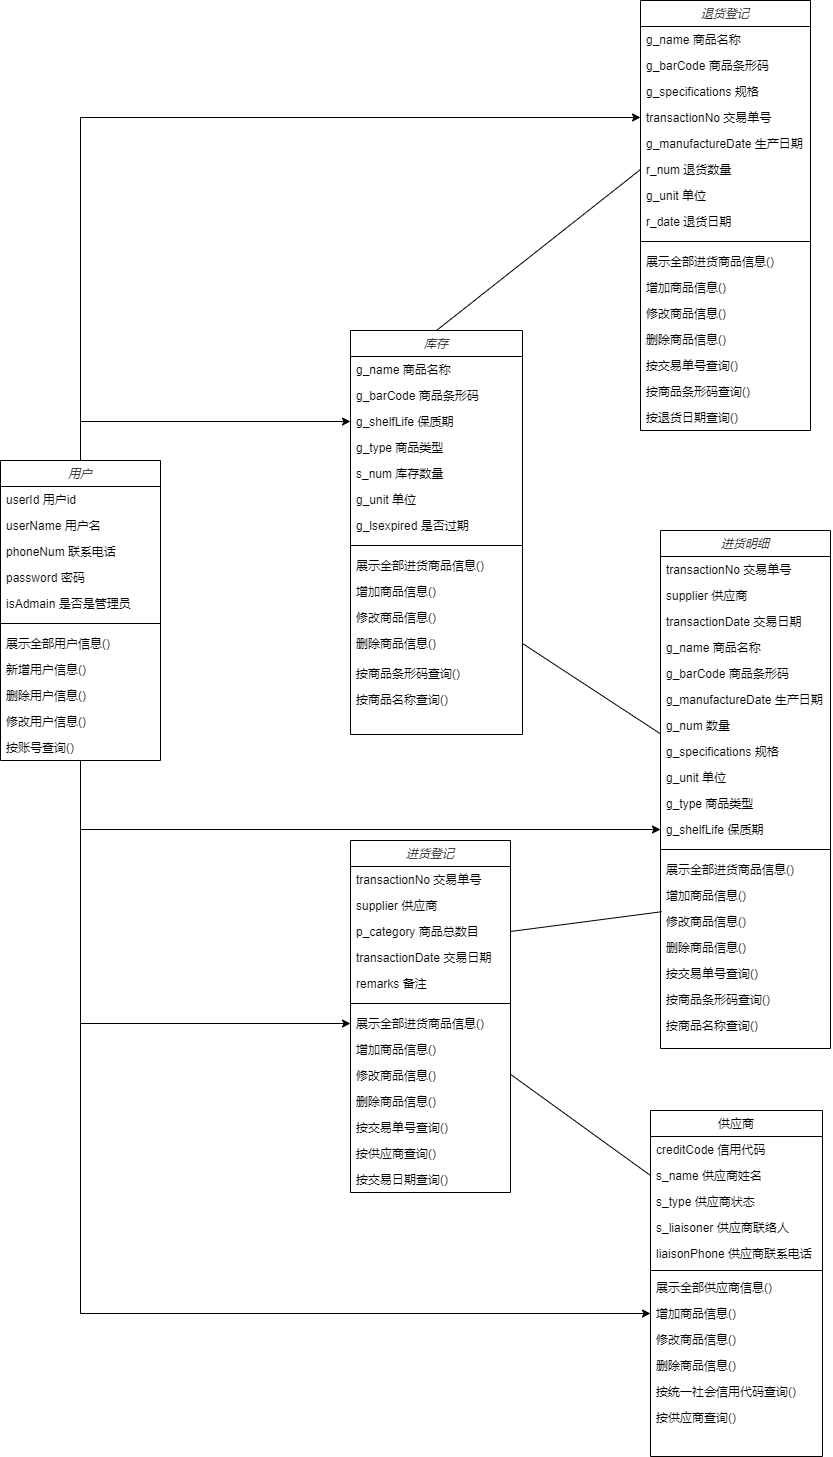 退货登记
g_name 商品名称
g_barCode 商品条形码
g_specifications 规格
transactionNo 交易单号
g_manufactureDate 生产日期
r_num 退货数量
g_unit 单位
r_date 退货日期
展示全部进货商品信息()
增加商品信息()
修改商品信息()
删除商品信息()
按交易单号查询()
按商品条形码查询()
按退货日期查询()
库存
g_name 商品名称
g_barCode 商品条形码
g_shelfLife 保质期
g_type 商品类型
s_num 库存数量
g_unit 单位
g_Isexpired 是否过期
展示全部进货商品信息()
增加商品信息()
修改商品信息()
删除商品信息()
按商品条形码查询()
按商品名称查询()
用户
userId 用户id
userName 用户名
phoneNum 联系电话
password 密码
isAdmain 是否是管理员
展示全部用户信息()
新增用户信息()
删除用户信息()
修改用户信息()
按账号查询()
进货明细
transactionNo 交易单号
supplier 供应商
transactionDate 交易日期
g_name 商品名称
g_barCode 商品条形码
g_manufactureDate 生产日期
g_num 数量
g_specifications 规格
g_unit 单位
g_type 商品类型
g_shelfLife 保质期
展示全部进货商品信息()
增加商品信息()
修改商品信息()
删除商品信息()
按交易单号查询()
按商品条形码查询()
按商品名称查询()
进货登记
transactionNo 交易单号
supplier 供应商
p_category 商品总数目
transactionDate 交易日期
remarks 备注
展示全部进货商品信息()
增加商品信息()
修改商品信息()
删除商品信息()
按交易单号查询()
按供应商查询()
按交易日期查询()
供应商
creditCode 信用代码
s_name 供应商姓名
s_type 供应商状态
s_liaisoner 供应商联络人
liaisonPhone 供应商联系电话
展示全部供应商信息()
增加商品信息()
修改商品信息()
删除商品信息()
按统一社会信用代码查询()
按供应商查询()